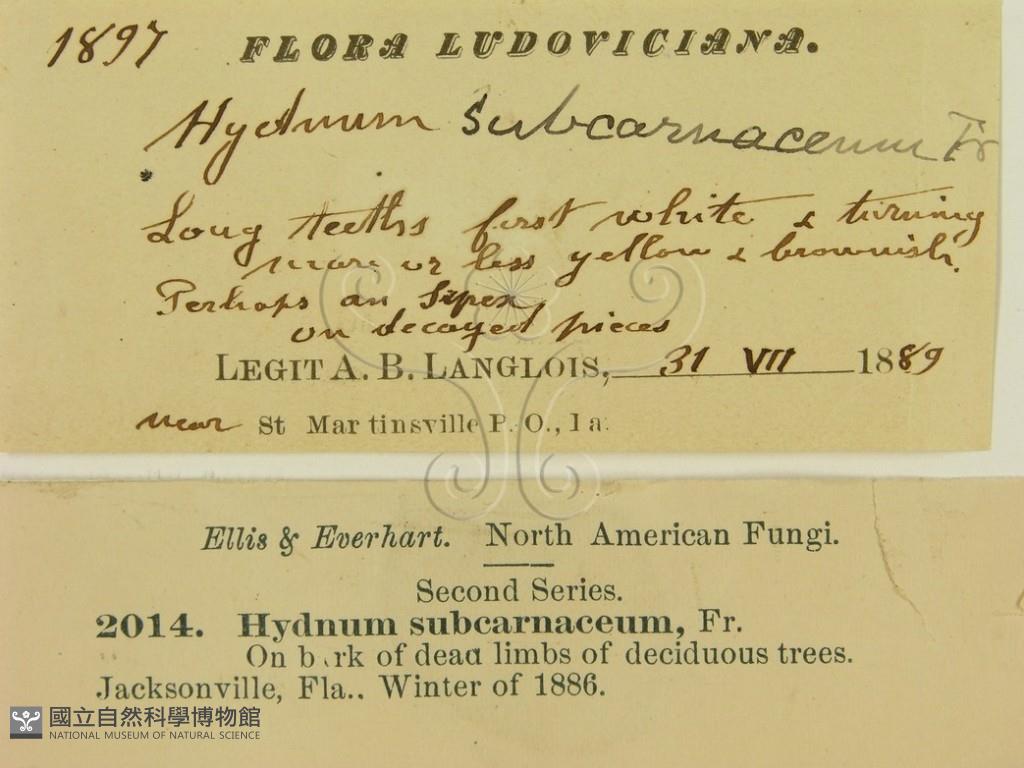 1897 FLORA LUDOVICIANA.
Hydnum subcarnaceum Fr
Long teeths first white & turning
more or less yellow & brownish.
Perhaps an Irpex
on decayed pieces
LEGIT A. B. LANGLOIS, 31 VII 1889
near St Martinsville P. O., La.
Ellis & Everhart. North American Fungi.
Second Series.
2014. Hydnum subcarnaceum, Fr.
On bark of dead limbs of deciduous trees.
Jacksonville, Fla.. Winter of 1886.
國立自然科學博物館
NATIONAL MUSEUM OF NATURAL SCIENCE